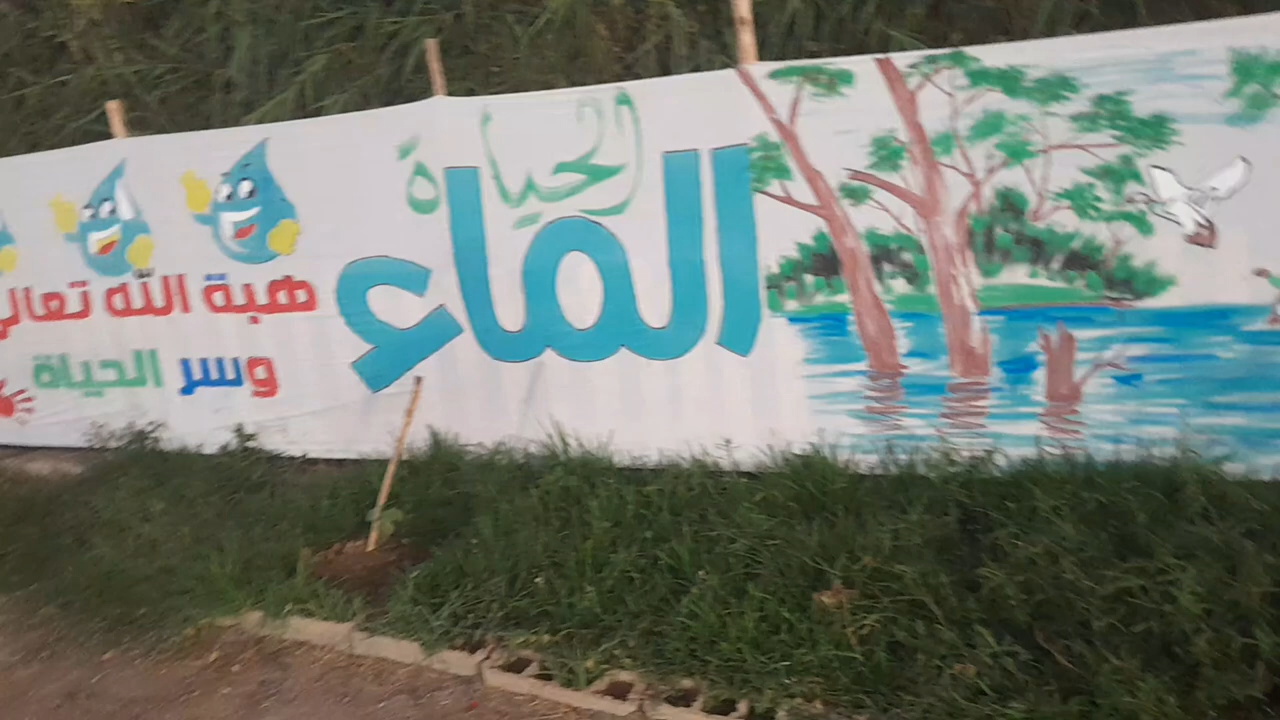 الحياة
الماء
هبة الله تعالى
وسر الحياة